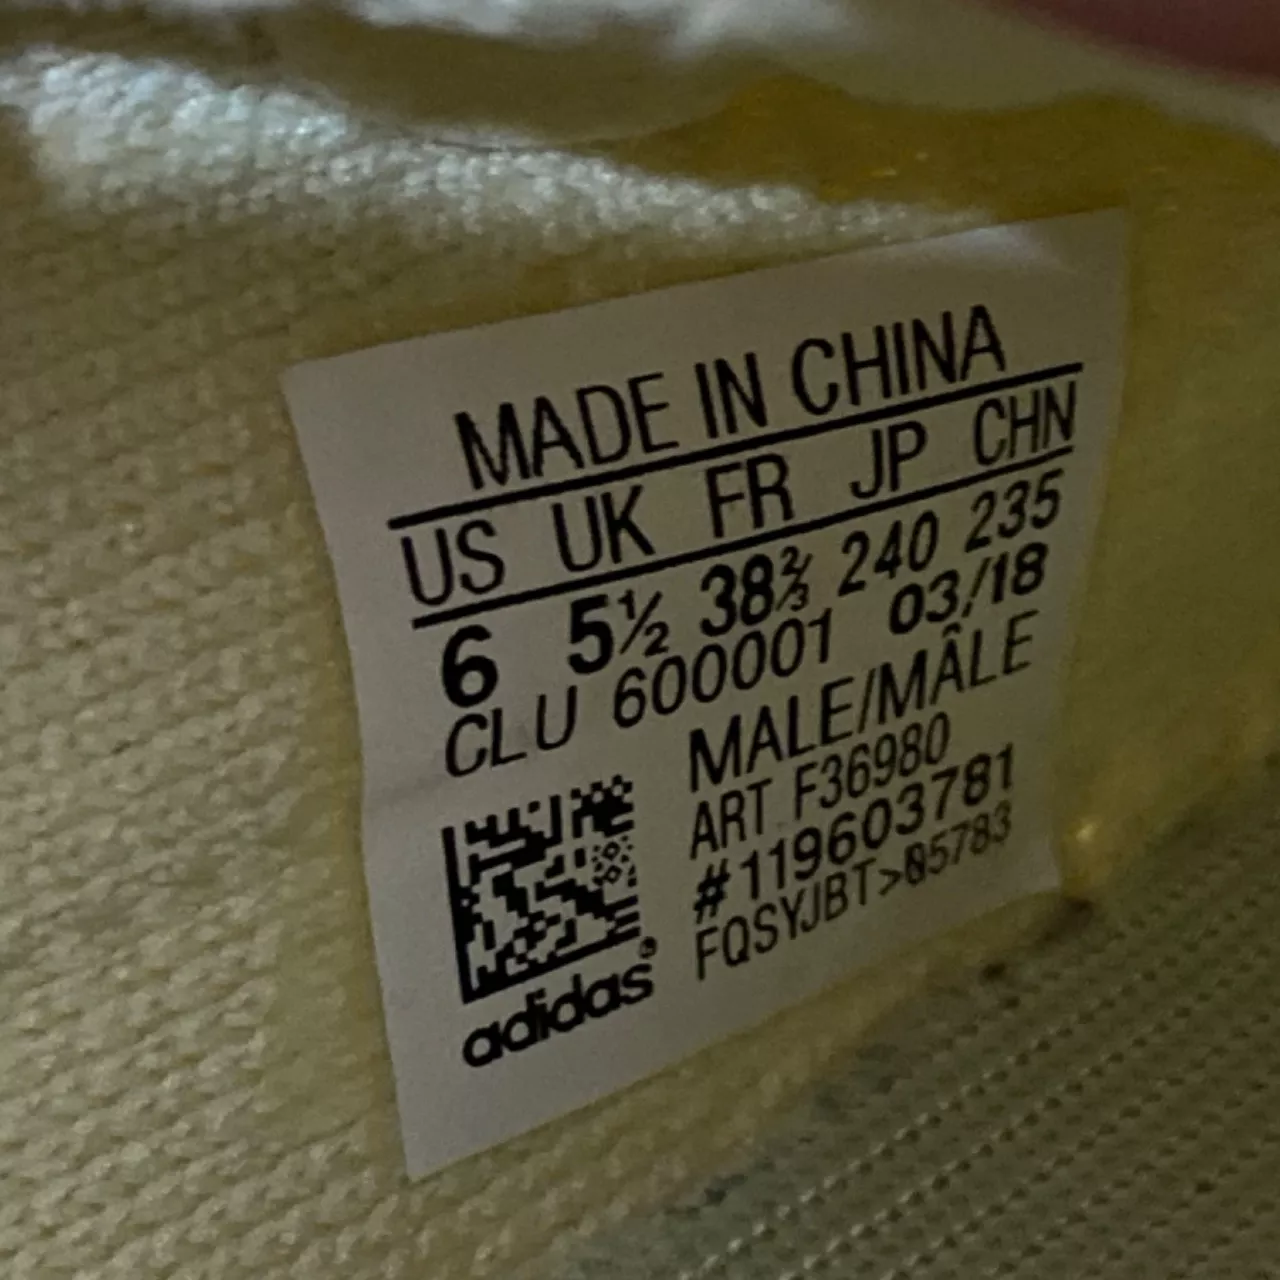 MADE IN CHINA
US UK FR JP CHN
6 5½ 38⅔ 240 235
CLU 600001 03/18
MALE/MÂLE
ART F36980
#119603781
FQSYJBT>05783
adidas®